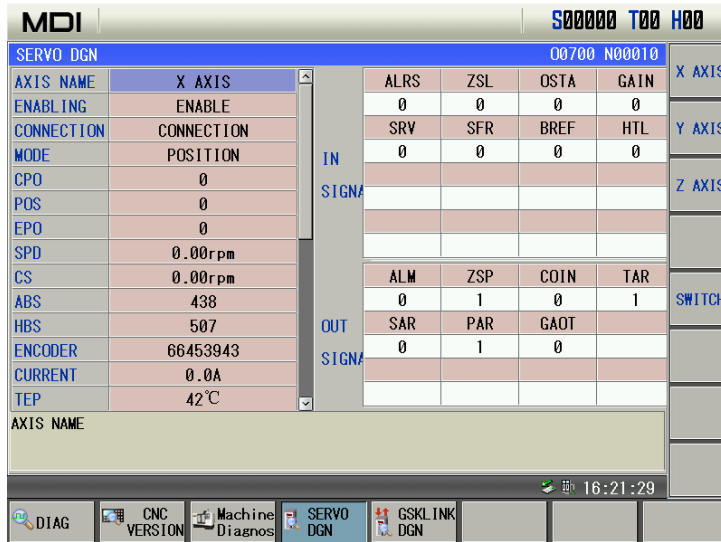 MDI S00000 T00 H00
SERVO DGN O0700 N00010
AXIS NAME X AXIS
ENABLING ENABLE
CONNECTION CONNECTION
MODE POSITION
CPO 0
POS 0
EPO 0
SPD 0.00rpm
CS 0.00rpm
ABS 438
HBS 507
ENCODER 66453943
CURRENT 0.0A
TEP 42℃
IN
SIGNA
ALRS ZSL OSTA GAIN
0 0 0 0
SRV SFR BREF HTL
0 0 0 0
OUT
SIGNA
ALM ZSP COIN TAR
0 1 0 1
SAR PAR GAOT
0 1 0
X AXIS
Y AXIS
Z AXIS
SWITCH
AXIS NAME
16:21:29
DIAG
CNC
VERSION
Machine
Diagnos
SERVO
DGN
GSKLINK
DGN